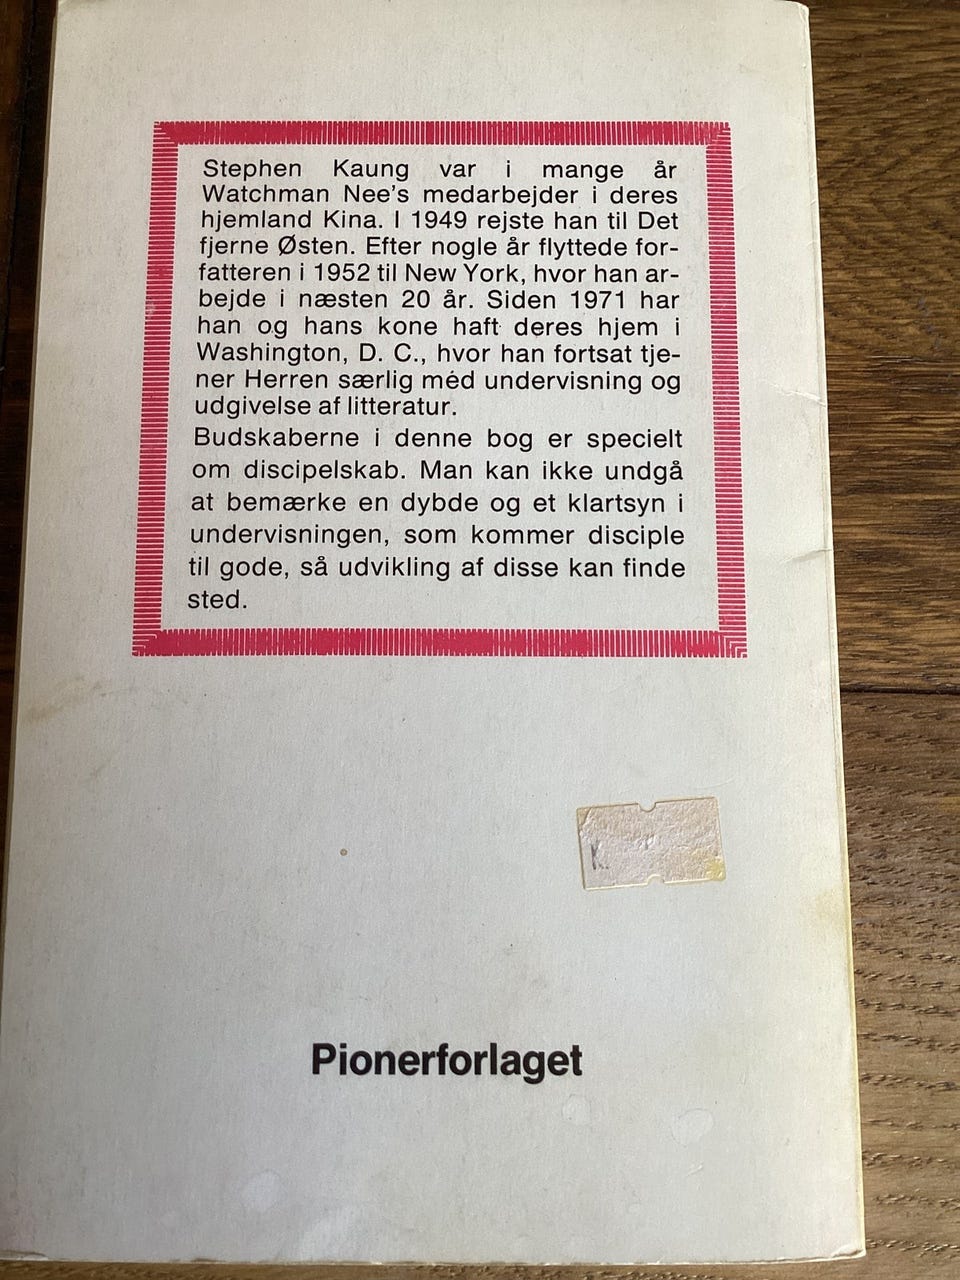 Stephen Kaung var i mange år
Watchman Nee's medarbejder i deres
hjemland Kina. I 1949 rejste han til Det
fjerne Østen. Efter nogle år flyttede for-
fatteren i 1952 til New York, hvor han ar-
bejde i næsten 20 år. Siden 1971 har
han og hans kone haft deres hjem i
Washington, D. C., hvor han fortsat tje-
ner Herren særlig méd undervisning og
udgivelse af litteratur.
Budskaberne i denne bog er specielt
om discipelskab. Man kan ikke undgå
at bemærke en dybde og et klartsyn i
undervisningen, som kommer disciple
til gode, så udvikling af disse kan finde
sted.
K.
Pionerforlaget